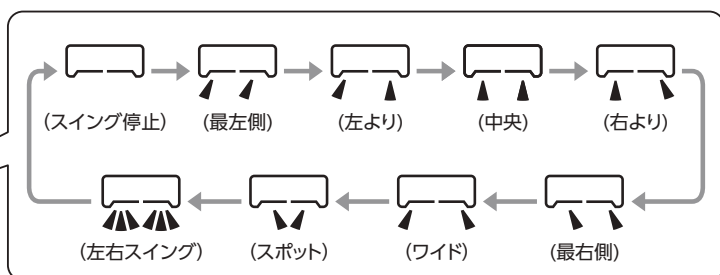 (スイング停止)
(最左側)
(左より)
(中央)
(右より)
(左右スイング)
(スポット)
(ワイド)
(最右側)